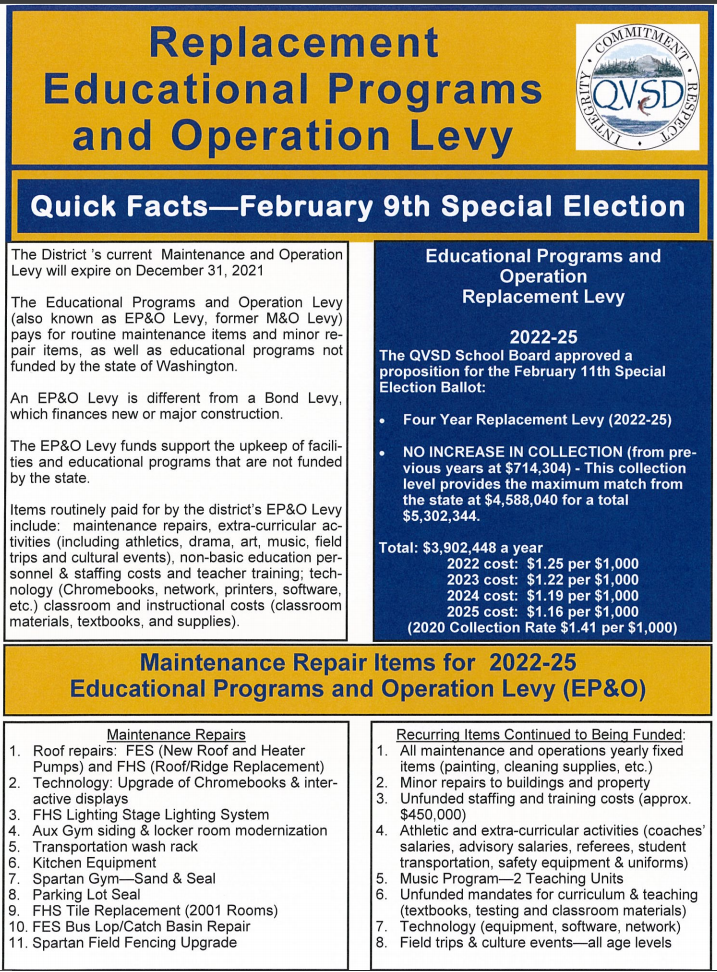 Replacement
Educational Programs
and Operation Levy
INTEGRITY • COMMITMENT • RESPECT
QVSD
Quick Facts—February 9th Special Election
The District 's current Maintenance and Operation
Levy will expire on December 31, 2021
The Educational Programs and Operation Levy
(also known as EP&O Levy, former M&O Levy)
pays for routine maintenance items and minor re-
pair items, as well as educational programs not
funded by the state of Washington.
An EP&O Levy is different from a Bond Levy,
which finances new or major construction.
The EP&O Levy funds support the upkeep of facili-
ties and educational programs that are not funded
by the state.
Items routinely paid for by the district's EP&O Levy
include: maintenance repairs, extra-curricular ac-
tivities (including athletics, drama, art, music, field
trips and cultural events), non-basic education per-
sonnel & staffing costs and teacher training; tech-
nology (Chromebooks, network, printers, software,
etc.) classroom and instructional costs (classroom
materials, textbooks, and supplies).
Educational Programs and
Operation
Replacement Levy
2022-25
The QVSD School Board approved a
proposition for the February 11th Special
Election Ballot:
• Four Year Replacement Levy (2022-25)
• NO INCREASE IN COLLECTION (from pre-
vious years at $714,304) - This collection
level provides the maximum match from
the state at $4,588,040 for a total
$5,302,344.
Total: $3,902,448 a year
2022 cost: $1.25 per $1,000
2023 cost: $1.22 per $1,000
2024 cost: $1.19 per $1,000
2025 cost: $1.16 per $1,000
(2020 Collection Rate $1.41 per $1,000)
Maintenance Repair Items for 2022-25
Educational Programs and Operation Levy (EP&O)
Maintenance Repairs
1. Roof repairs: FES (New Roof and Heater
Pumps) and FHS (Roof/Ridge Replacement)
2. Technology: Upgrade of Chromebooks & inter-
active displays
3. FHS Lighting Stage Lighting System
4. Aux Gym siding & locker room modernization
5. Transportation wash rack
6. Kitchen Equipment
7. Spartan Gym—Sand & Seal
8. Parking Lot Seal
9. FHS Tile Replacement (2001 Rooms)
10. FES Bus Lop/Catch Basin Repair
11. Spartan Field Fencing Upgrade
Recurring Items Continued to Being Funded:
1. All maintenance and operations yearly fixed
items (painting, cleaning supplies, etc.)
2. Minor repairs to buildings and property
3. Unfunded staffing and training costs (approx.
$450,000)
4. Athletic and extra-curricular activities (coaches'
salaries, advisory salaries, referees, student
transportation, safety equipment & uniforms)
5. Music Program—2 Teaching Units
6. Unfunded mandates for curriculum & teaching
(textbooks, testing and classroom materials)
7. Technology (equipment, software, network)
8. Field trips & culture events—all age levels